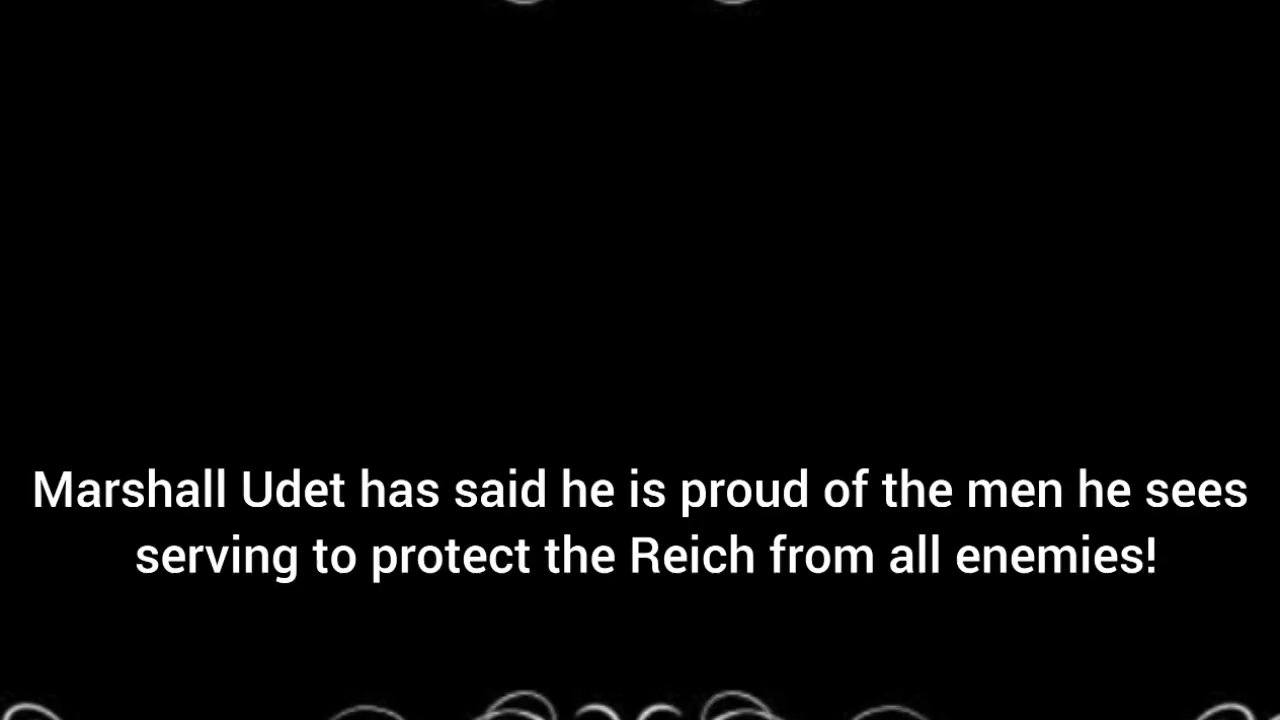 Marshall Udet has said he is proud of the men he sees
serving to protect the Reich from all enemies!